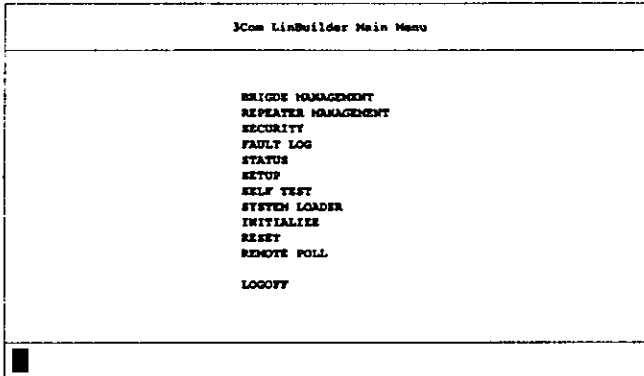 3Com LinBuilder Main Menu
BRIGDE MANAGEMENT
REPEATER MANAGEMENT
SECURITY
FAULT LOG
STATUS
SETUP
SELF TEST
SYSTEM LOADER
INITIALIZE
RESET
REMOTE POLL
LOGOFF